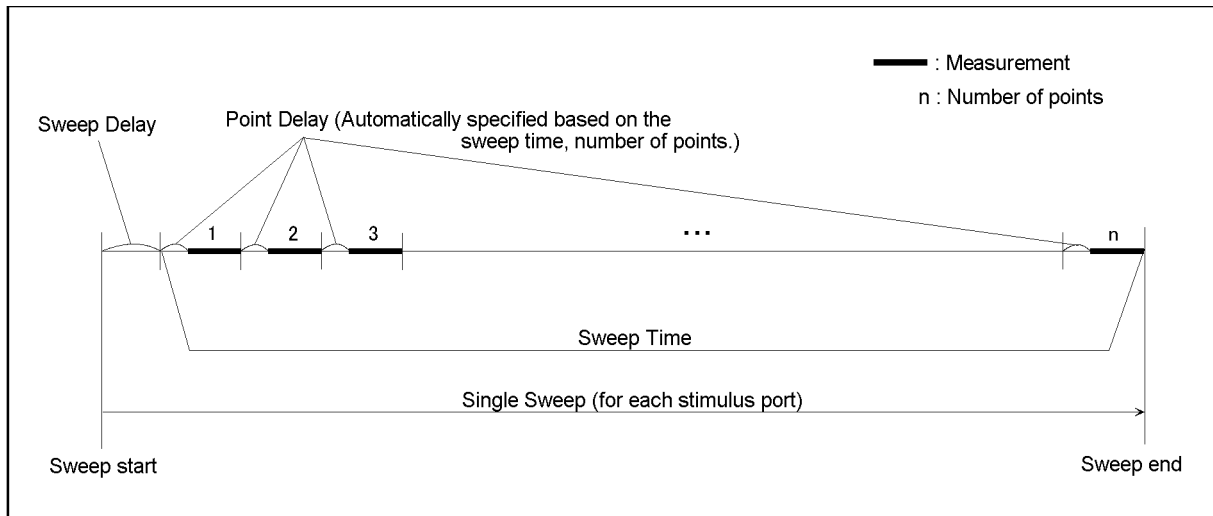 : Measurement
n : Number of points
Sweep Delay
Point Delay (Automatically specified based on the
sweep time, number of points.)
1
2
3
...
n
Sweep Time
Single Sweep (for each stimulus port)
Sweep start
Sweep end